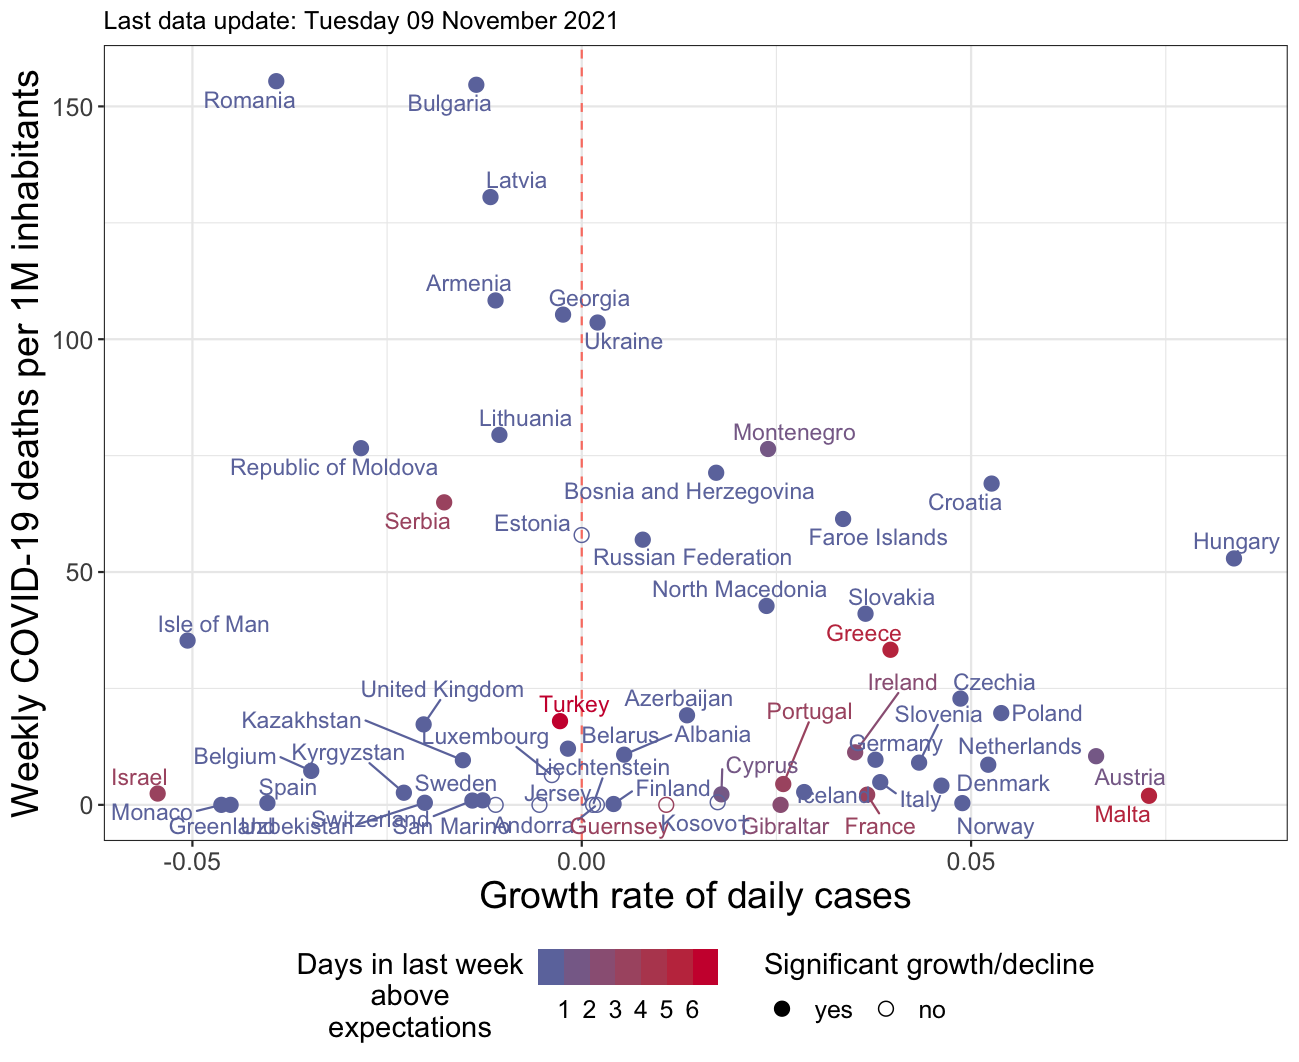 Last data update: Tuesday 09 November 2021
Weekly COVID-19 deaths per 1M inhabitants
150
100
50
0
Romania
Bulgaria
Latvia
Armenia
Georgia
Ukraine
Lithuania
Montenegro
Republic of Moldova
Bosnia and Herzegovina
Croatia
Serbia
Estonia
Faroe Islands
Hungary
Russian Federation
North Macedonia
Slovakia
Isle of Man
Greece
Ireland
Czechia
United Kingdom
Azerbaijan
Turkey
Portugal
Slovenia
Poland
Kazakhstan
Luxembourg
Belarus
Albania
Germany
Netherlands
Belgium
Kyrgyzstan
Liechtenstein
Cyprus
Israel
Austria
Spain
Sweden
Jersey
Finland
Iceland
Italy
Denmark
Monaco
Malta
Greenland
Uzbekistan
Switzerland
San Marino
Andorra
Guernsey
Kosovo†
Gibraltar
France
Norway
-0.05
0.00
0.05
Growth rate of daily cases
Days in last week
above
expectations
1 2 3 4 5 6
Significant growth/decline
yes
no